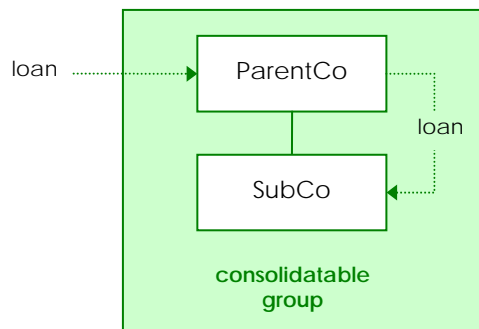 loan
ParentCo
loan
SubCo
consolidatable
group